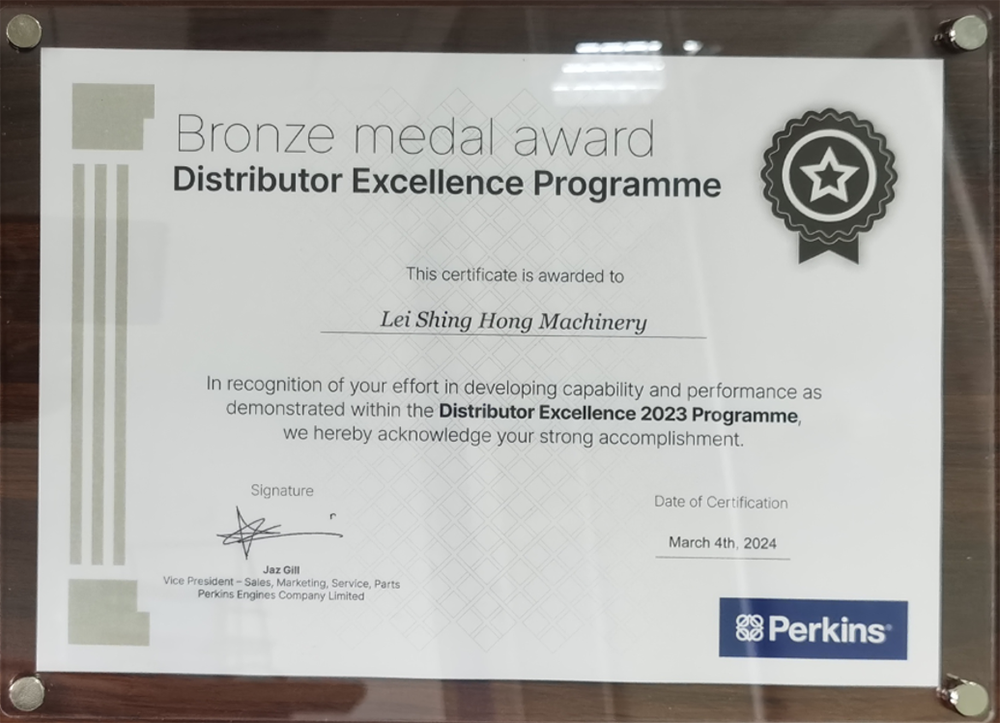 Bronze medal award
Distributor Excellence Programme
This certificate is awarded to
Lei Shing Hong Machinery
In recognition of your effort in developing capability and performance as
demonstrated within the Distributor Excellence 2023 Programme,
we hereby acknowledge your strong accomplishment.
Signature
Jaz Gill
Vice President – Sales, Marketing, Service, Parts
Perkins Engines Company Limited
Date of Certification
March 4th, 2024
Perkins®